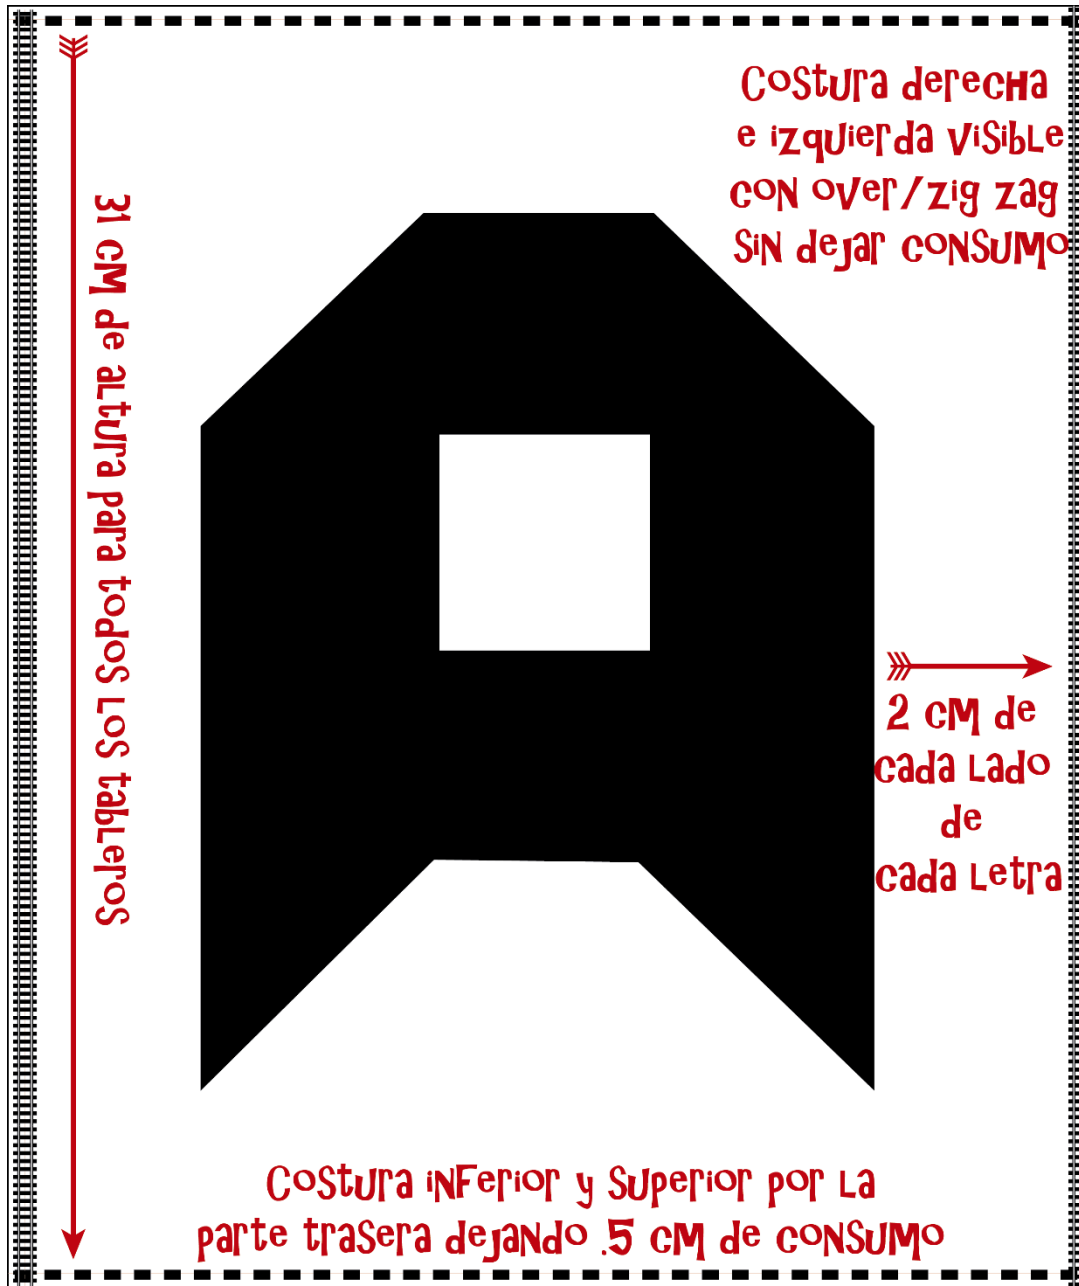 Costura derecha
e izquierda visible
con over/zig zag
sin dejar consumo
31 cm de altura para todos los tableros
A
2 cm de
cada lado
de
cada letra
Costura inferior y superior por la
parte trasera dejando .5 cm de consumo